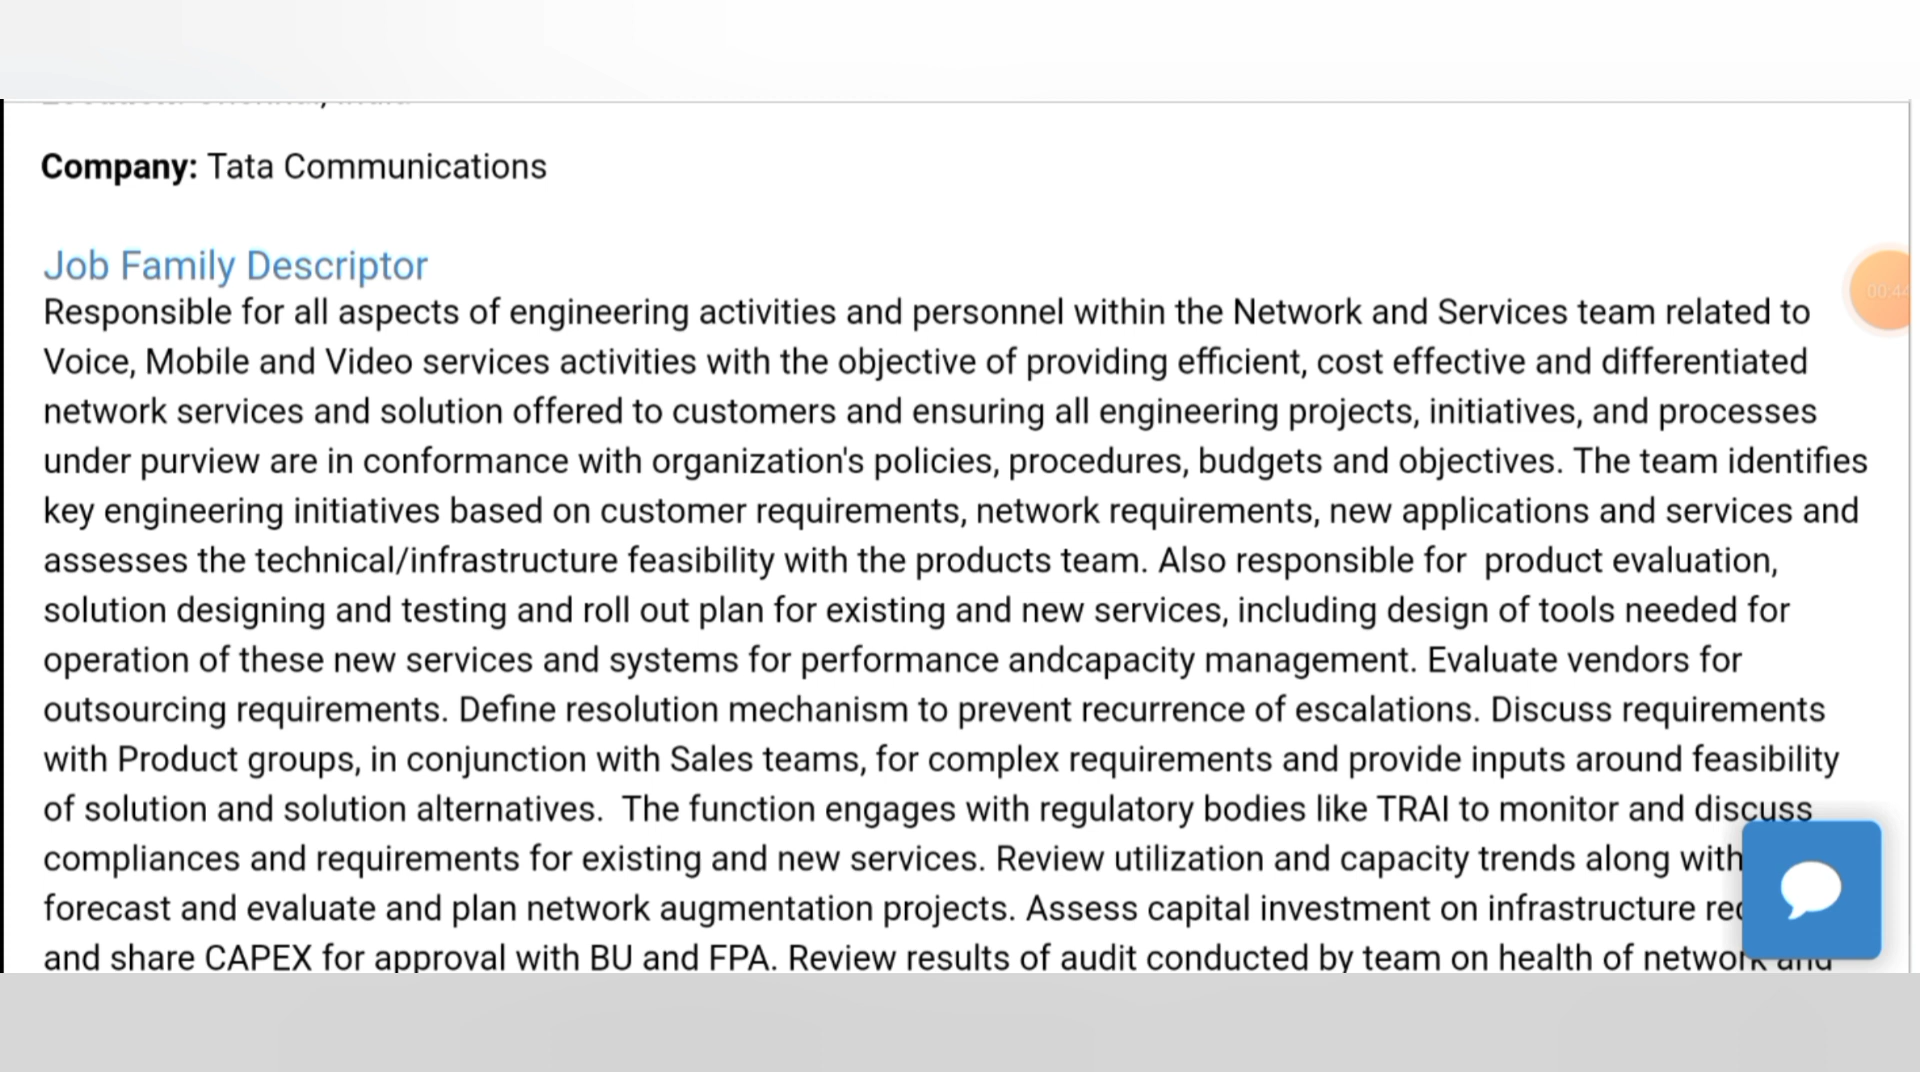 Company: Tata Communications
Job Family Descriptor
Responsible for all aspects of engineering activities and personnel within the Network and Services team related to
Voice, Mobile and Video services activities with the objective of providing efficient, cost effective and differentiated
network services and solution offered to customers and ensuring all engineering projects, initiatives, and processes
under purview are in conformance with organization's policies, procedures, budgets and objectives. The team identifies
key engineering initiatives based on customer requirements, network requirements, new applications and services and
assesses the technical/infrastructure feasibility with the products team. Also responsible for  product evaluation,
solution designing and testing and roll out plan for existing and new services, including design of tools needed for
operation of these new services and systems for performance andcapacity management. Evaluate vendors for
outsourcing requirements. Define resolution mechanism to prevent recurrence of escalations. Discuss requirements
with Product groups, in conjunction with Sales teams, for complex requirements and provide inputs around feasibility
of solution and solution alternatives.  The function engages with regulatory bodies like TRAI to monitor and discuss
compliances and requirements for existing and new services. Review utilization and capacity trends along with
forecast and evaluate and plan network augmentation projects. Assess capital investment on infrastructure
and share CAPEX for approval with BU and FPA. Review results of audit conducted by team on health of network and